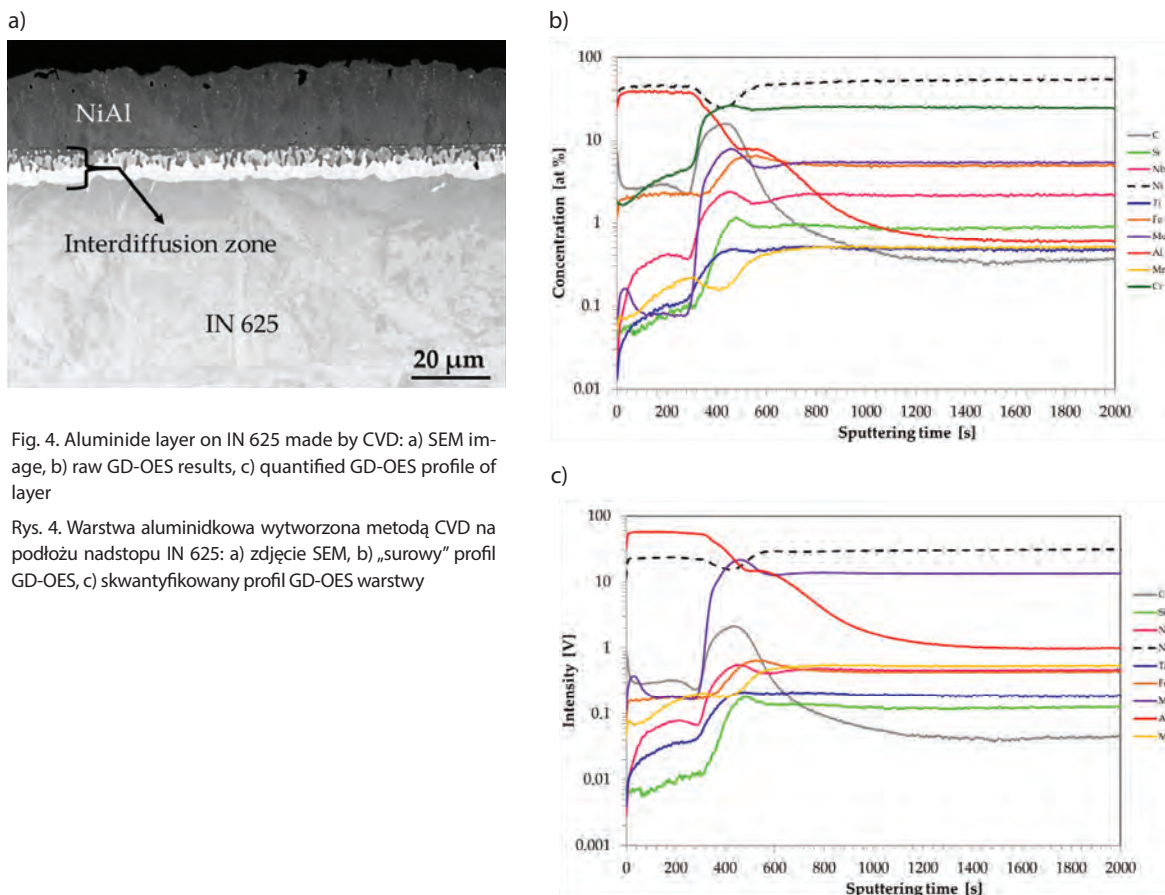 a)
NiAl
Interdiffusion zone
IN 625
20 µm
Fig. 4. Aluminide layer on IN 625 made by CVD: a) SEM im-
age, b) raw GD-OES results, c) quantified GD-OES profile of
layer
Rys. 4. Warstwa aluminidkowa wytworzona metodą CVD na
podłożu nadstopu IN 625: a) zdjęcie SEM, b) „surowy” profil
GD-OES, c) skwantyfikowany profil GD-OES warstwy
b)
Concentration [at %]
100
10
1
0.1
0.01
0 200 400 600 800 1000 1200 1400 1600 1800 2000
Sputtering time [s]
C
Si
Nb
Ni
Ti
Fe
Mo
Al
Mn
Cr
c)
Intensity [V]
100
10
1
0.1
0.01
0.001
0 200 400 600 800 1000 1200 1400 1600 1800 2000
Sputtering time [s]